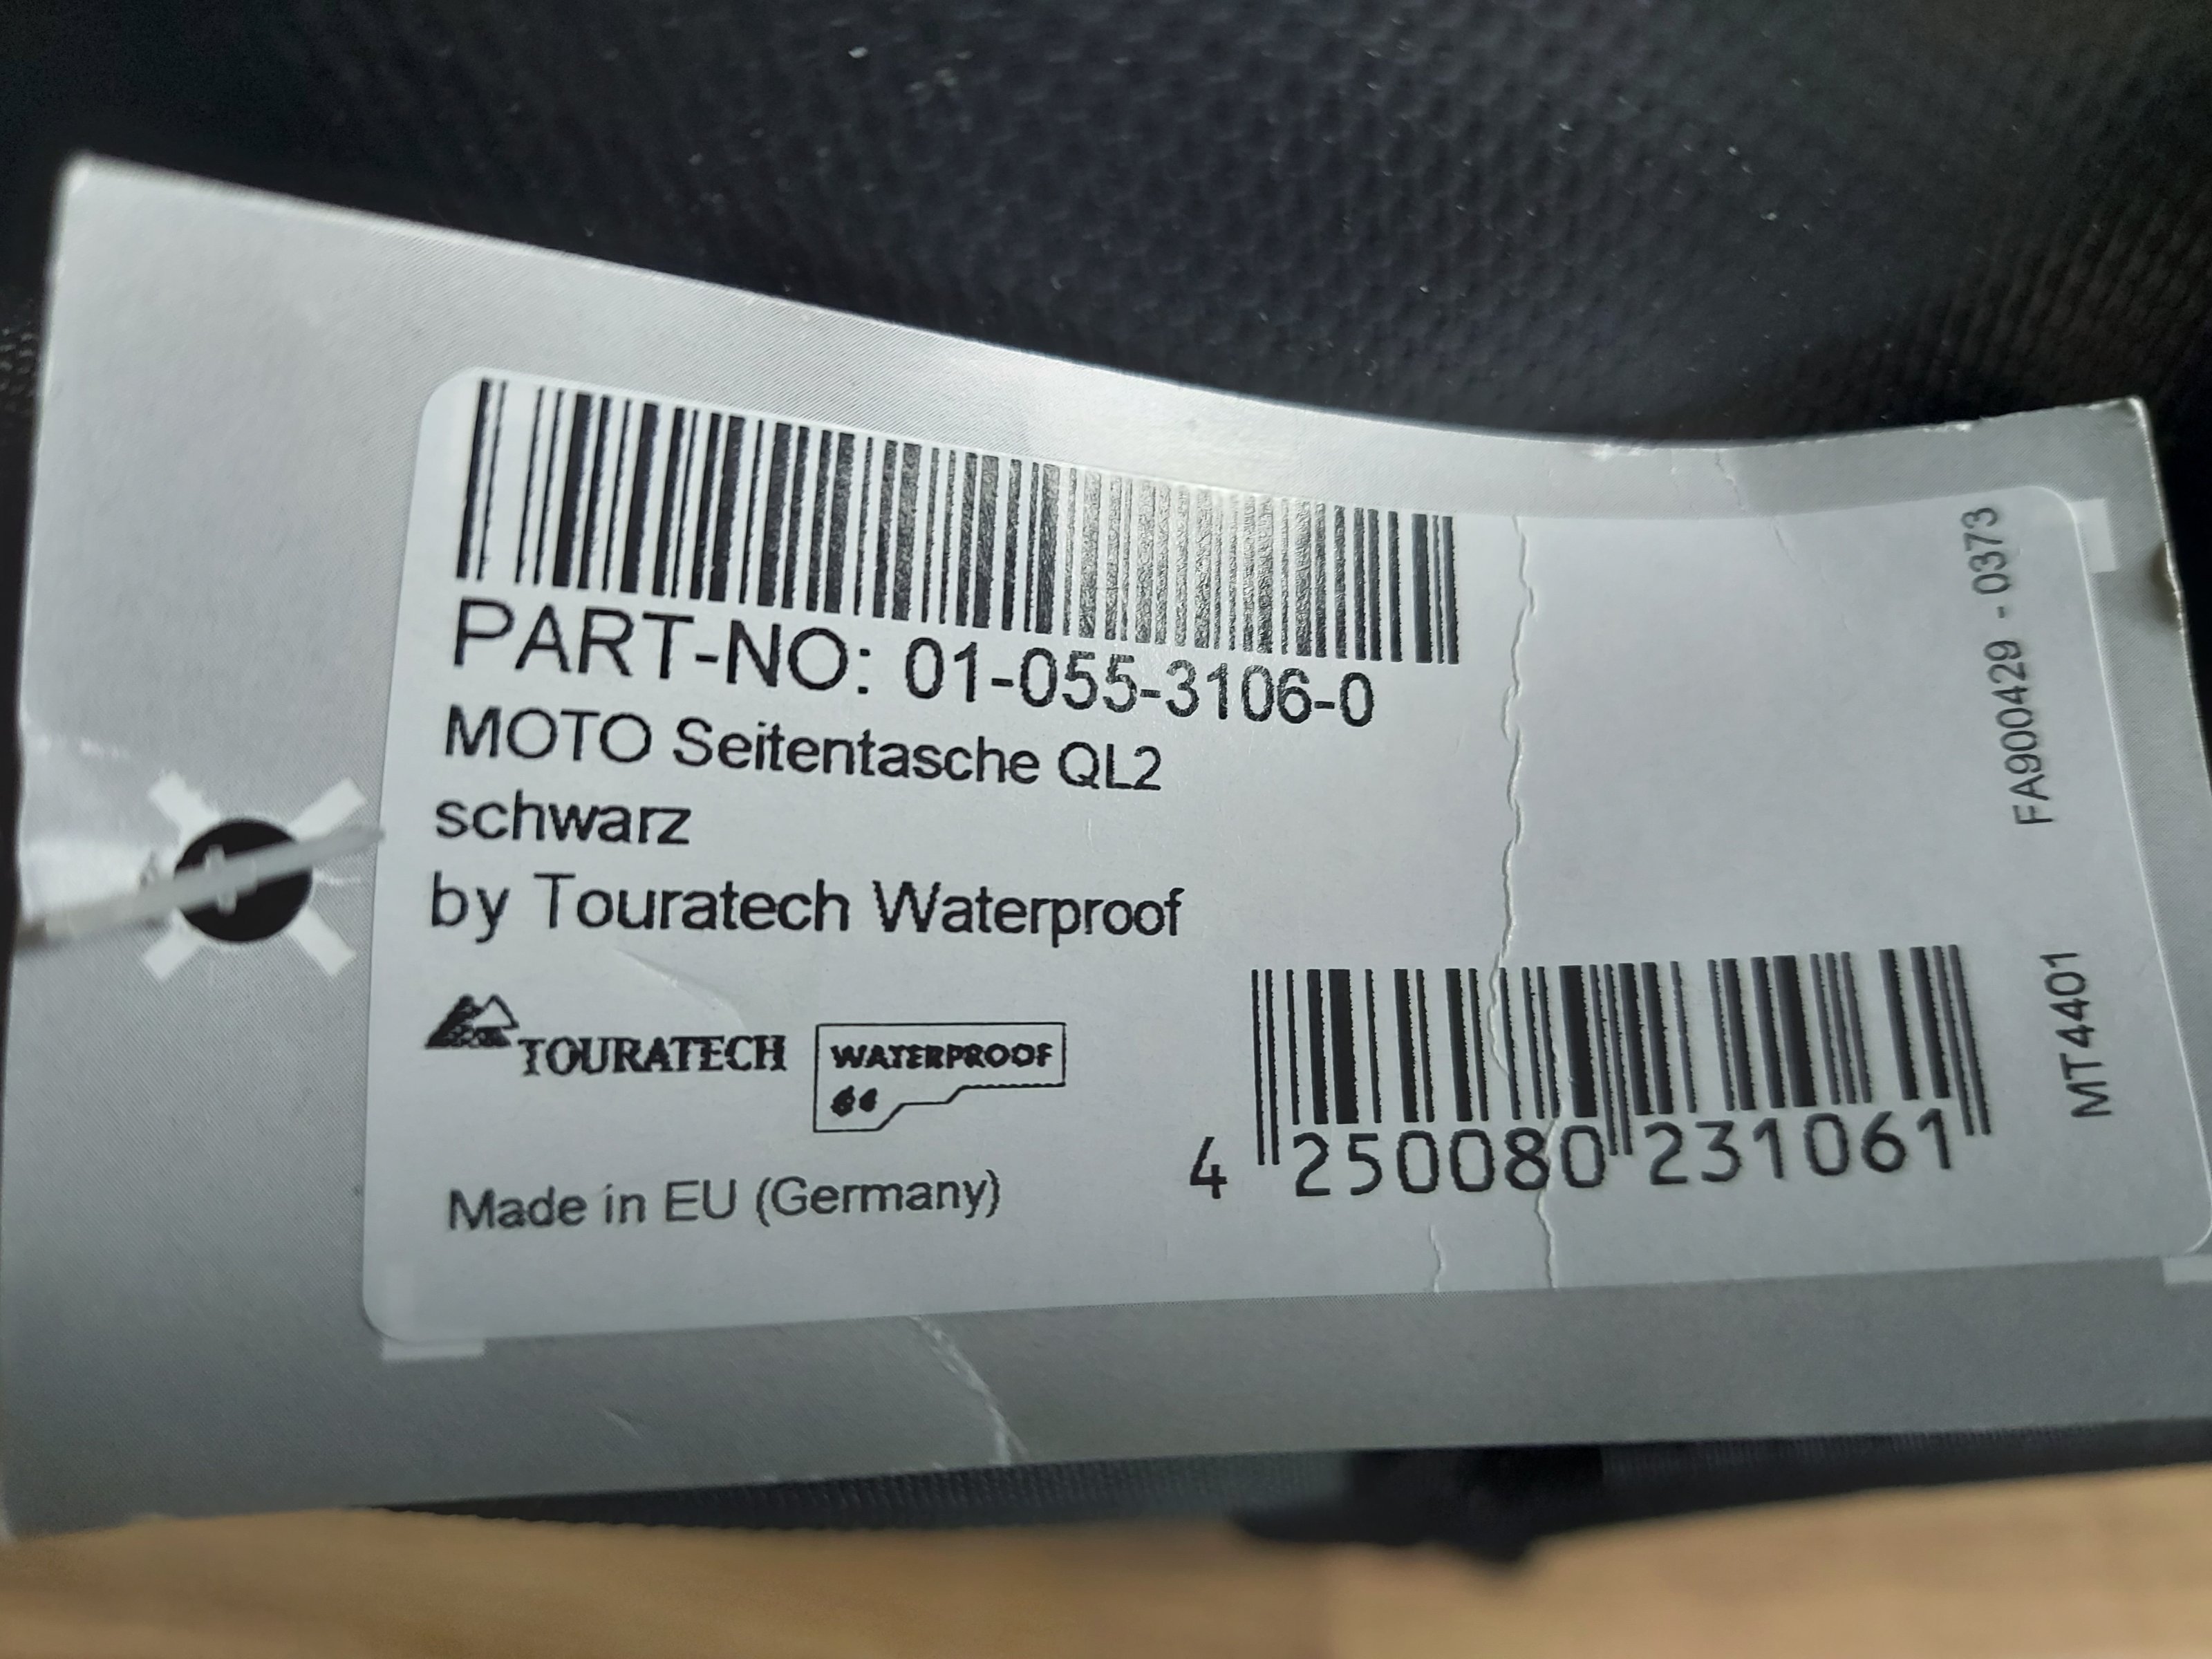 PART-NO: 01-055-3106-0
MOTO Seitentasche QL2
schwarz
by Touratech Waterproof
TOURATECH
WATERPROOF
Made in EU (Germany)
4 250080 231061
FA900429 - 0373
MT4401